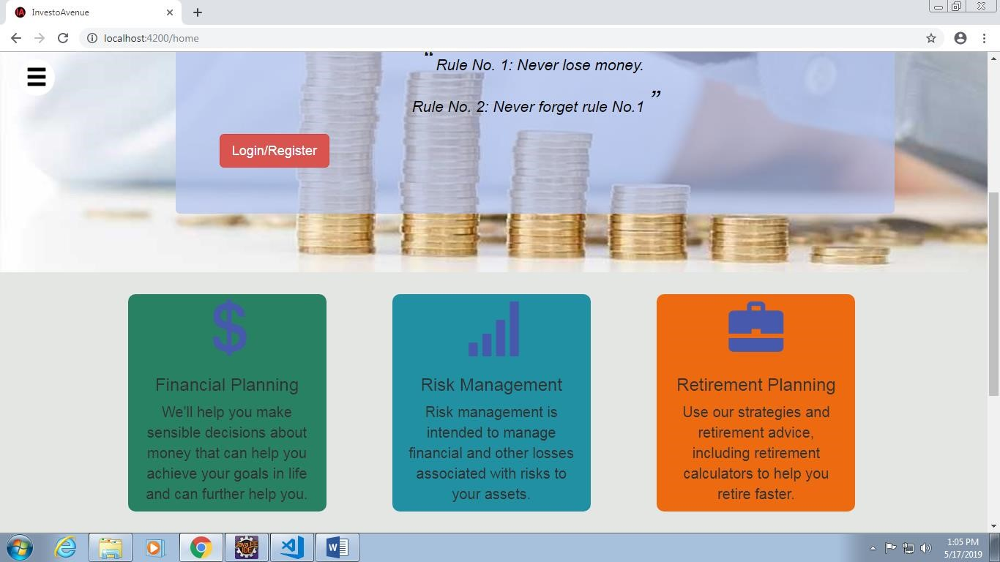 IA InvestoAvenue
localhost:4200/home
“ Rule No. 1: Never lose money.
Rule No. 2: Never forget rule No.1 ”
Login/Register
Financial Planning
We'll help you make
sensible decisions about
money that can help you
achieve your goals in life
and can further help you.
Risk Management
Risk management is
intended to manage
financial and other losses
associated with risks to
your assets.
Retirement Planning
Use our strategies and
retirement advice,
including retirement
calculators to help you
retire faster.
Java EE
IDE
W
1:05 PM
5/17/2019